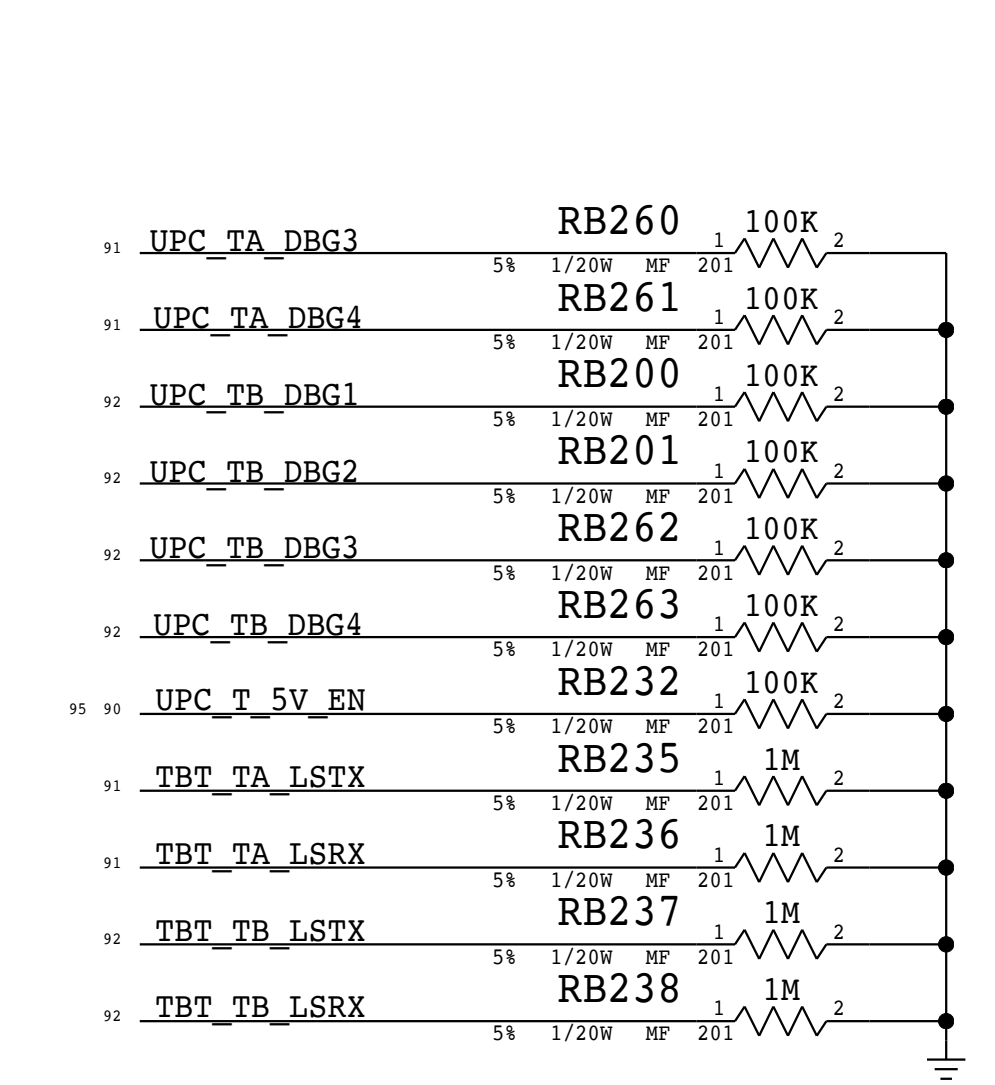 RB260 100K
91 UPC_TA_DBG3 1 2
5% 1/20W MF 201
RB261 100K
91 UPC_TA_DBG4 1 2
5% 1/20W MF 201
RB200 100K
92 UPC_TB_DBG1 1 2
5% 1/20W MF 201
RB201 100K
92 UPC_TB_DBG2 1 2
5% 1/20W MF 201
RB262 100K
92 UPC_TB_DBG3 1 2
5% 1/20W MF 201
RB263 100K
92 UPC_TB_DBG4 1 2
5% 1/20W MF 201
RB232 100K
95 90 UPC_T_5V_EN 1 2
5% 1/20W MF 201
RB235 1M
91 TBT_TA_LSTX 1 2
5% 1/20W MF 201
RB236 1M
91 TBT_TA_LSRX 1 2
5% 1/20W MF 201
RB237 1M
92 TBT_TB_LSTX 1 2
5% 1/20W MF 201
RB238 1M
92 TBT_TB_LSRX 1 2
5% 1/20W MF 201